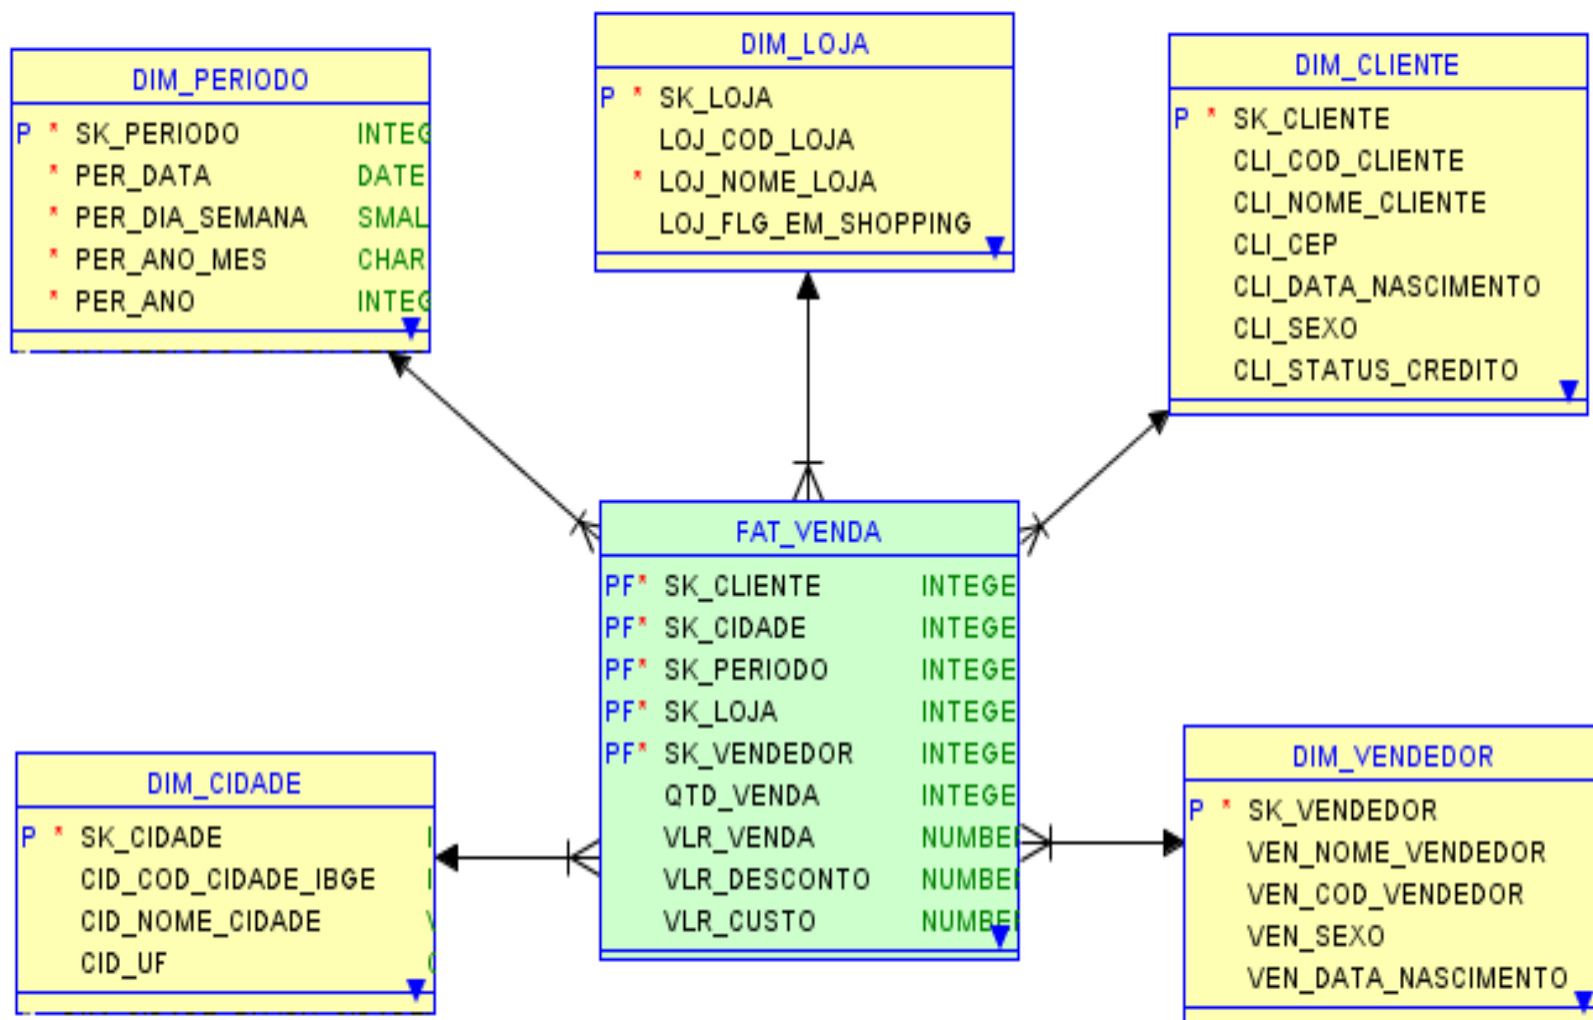 DIM_PERIODO
P * SK_PERIODO INTEG
* PER_DATA DATE
* PER_DIA_SEMANA SMAL
* PER_ANO_MES CHAR
* PER_ANO INTEG
DIM_LOJA
P * SK_LOJA
LOJ_COD_LOJA
* LOJ_NOME_LOJA
LOJ_FLG_EM_SHOPPING
DIM_CLIENTE
P * SK_CLIENTE
CLI_COD_CLIENTE
CLI_NOME_CLIENTE
CLI_CEP
CLI_DATA_NASCIMENTO
CLI_SEXO
CLI_STATUS_CREDITO
FAT_VENDA
PF* SK_CLIENTE INTEGE
PF* SK_CIDADE INTEGE
PF* SK_PERIODO INTEGE
PF* SK_LOJA INTEGE
PF* SK_VENDEDOR INTEGE
QTD_VENDA INTEGE
VLR_VENDA NUMBE
VLR_DESCONTO NUMBE
VLR_CUSTO NUMBE
DIM_CIDADE
P * SK_CIDADE
CID_COD_CIDADE_IBGE
CID_NOME_CIDADE
CID_UF
DIM_VENDEDOR
P * SK_VENDEDOR
VEN_NOME_VENDEDOR
VEN_COD_VENDEDOR
VEN_SEXO
VEN_DATA_NASCIMENTO